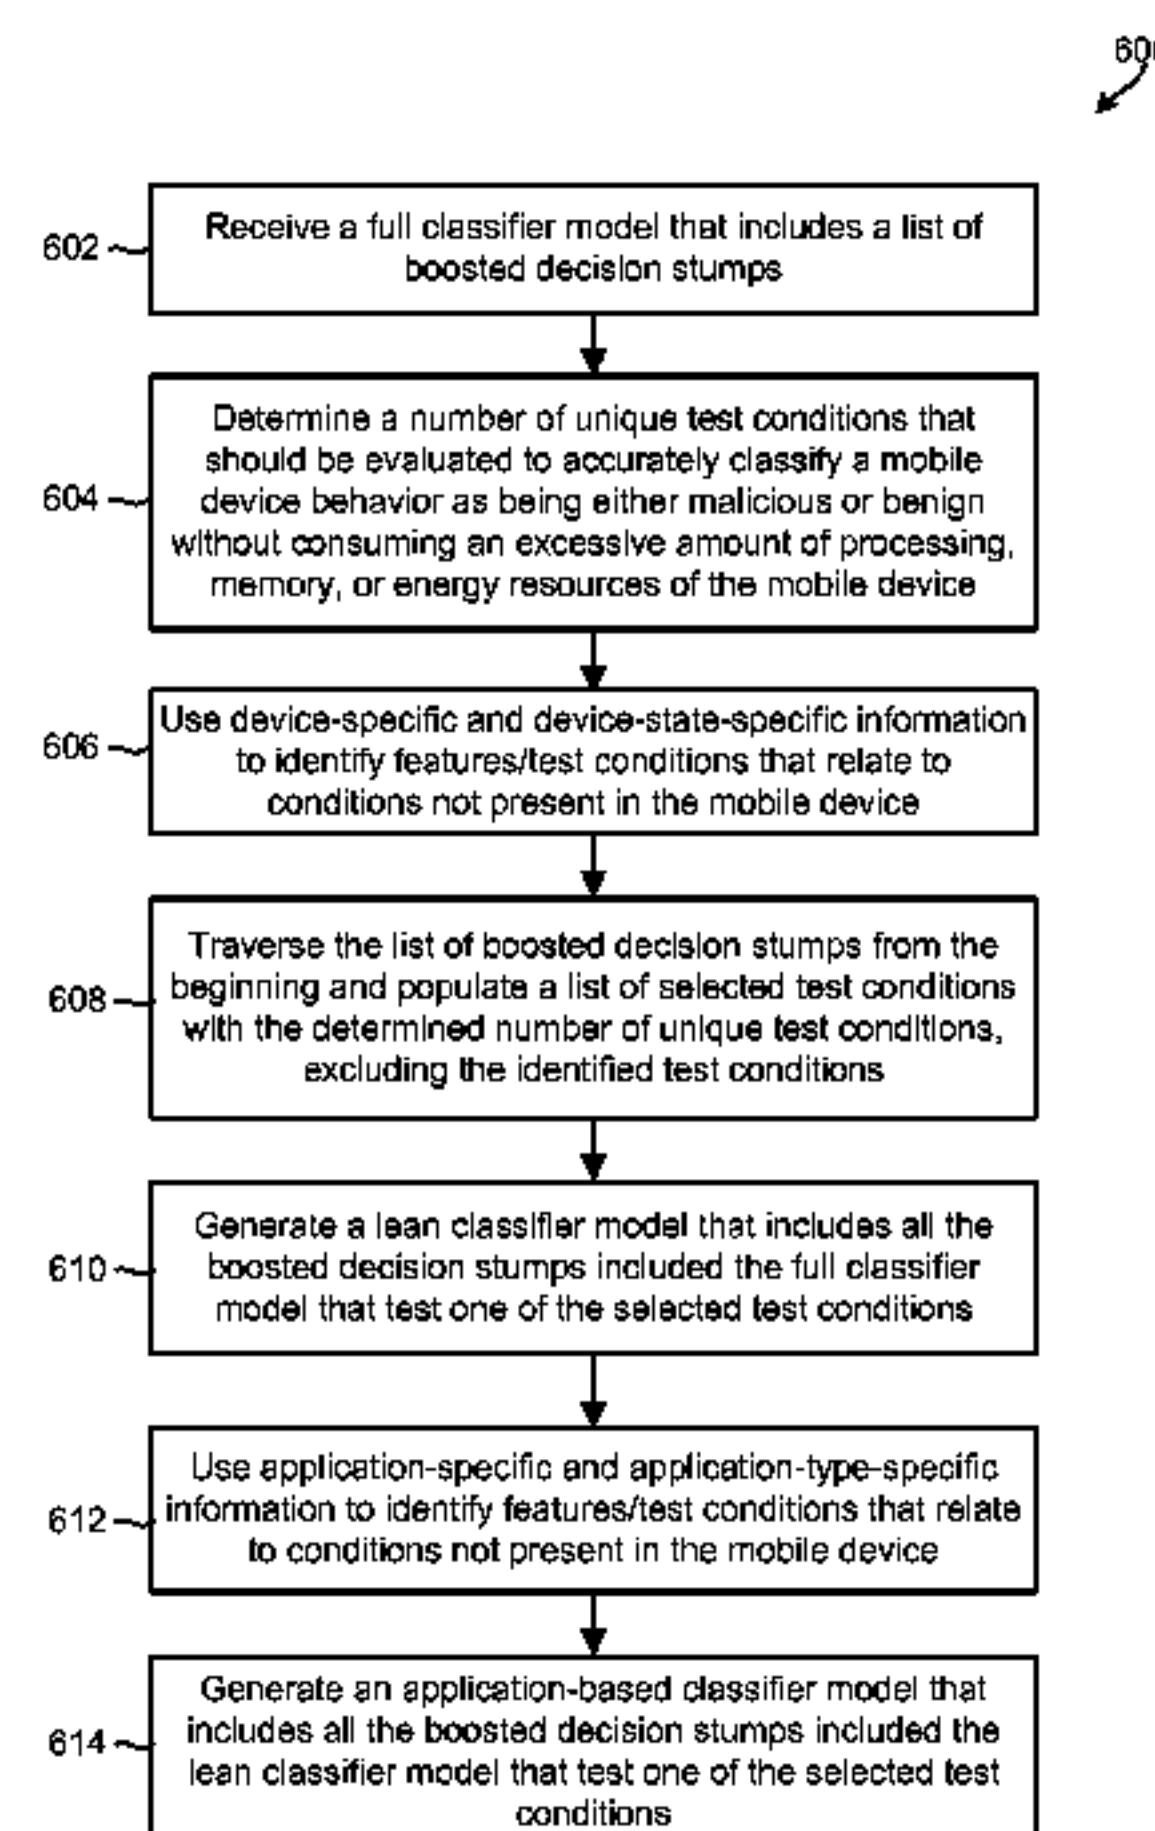 602
Receive a full classifier model that includes a list of
boosted decision stumps
604
Determine a number of unique test conditions that
should be evaluated to accurately classify a mobile
device behavior as being either malicious or benign
without consuming an excessive amount of processing,
memory, or energy resources of the mobile device
606
Use device-specific and device-state-specific information
to identify features/test conditions that relate to
conditions not present in the mobile device
608
Traverse the list of boosted decision stumps from the
beginning and populate a list of selected test conditions
with the determined number of unique test conditions,
excluding the identified test conditions
610
Generate a lean classifier model that includes all the
boosted decision stumps included the full classifier
model that test one of the selected test conditions
612
Use application-specific and application-type-specific
information to identify features/test conditions that relate
to conditions not present in the mobile device
614
Generate an application-based classifier model that
includes all the boosted decision stumps included the
lean classifier model that test one of the selected test
conditions